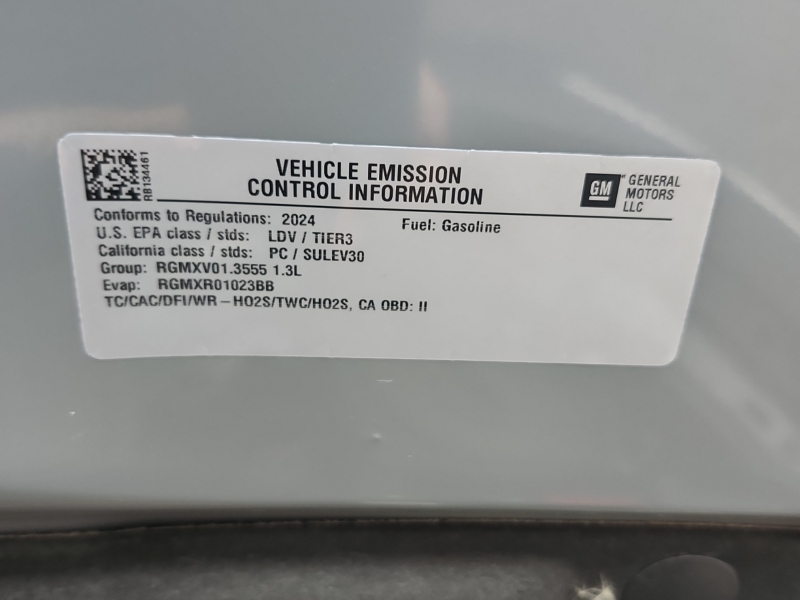 RB134461
VEHICLE EMISSION
CONTROL INFORMATION
GM
GENERAL
MOTORS
LLC
Conforms to Regulations: 2024
Fuel: Gasoline
U.S. EPA class / stds: LDV / TIER3
California class / stds: PC / SULEV30
Group: RGMXV01.3555 1.3L
Evap: RGMXR01023BB
TC/CAC/DFI/WR – HO2S/TWC/HO2S, CA OBD: II